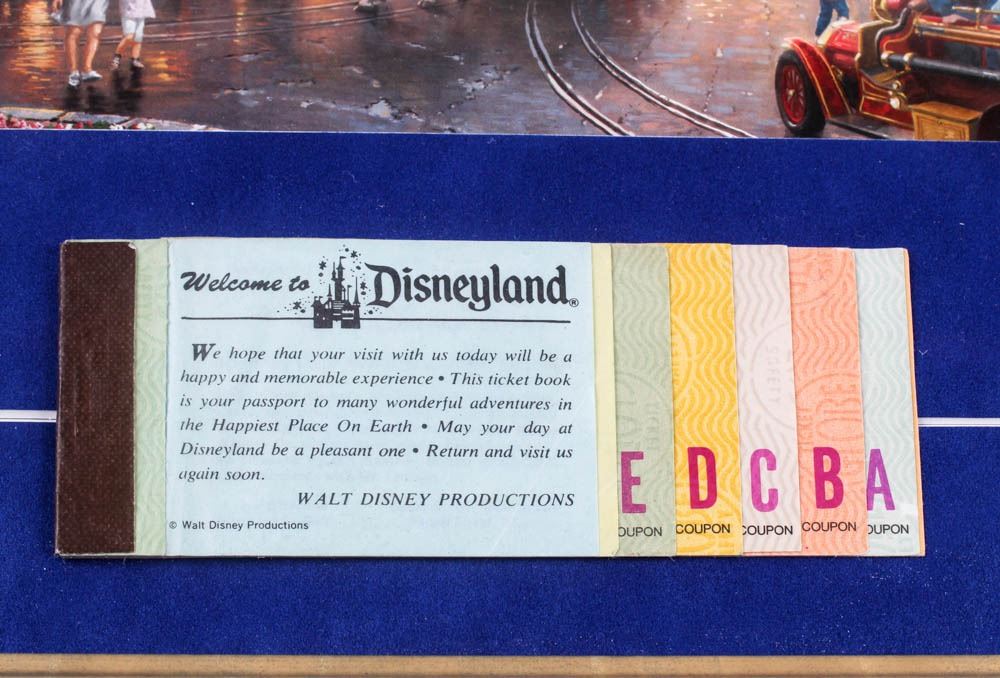 Welcome to Disneyland®
We hope that your visit with us today will be a
happy and memorable experience • This ticket book
is your passport to many wonderful adventures in
the Happiest Place On Earth • May your day at
Disneyland be a pleasant one • Return and visit us
again soon.
WALT DISNEY PRODUCTIONS
© Walt Disney Productions
E D C B A
OUPON COUPON COUPON COUPON OUPON
SAFETY